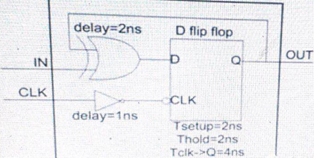 delay=2ns D flip flop
IN D Q OUT
CLK CLK
delay=1ns
Tsetup=2ns
Thold=2ns
Tclk->Q=4ns